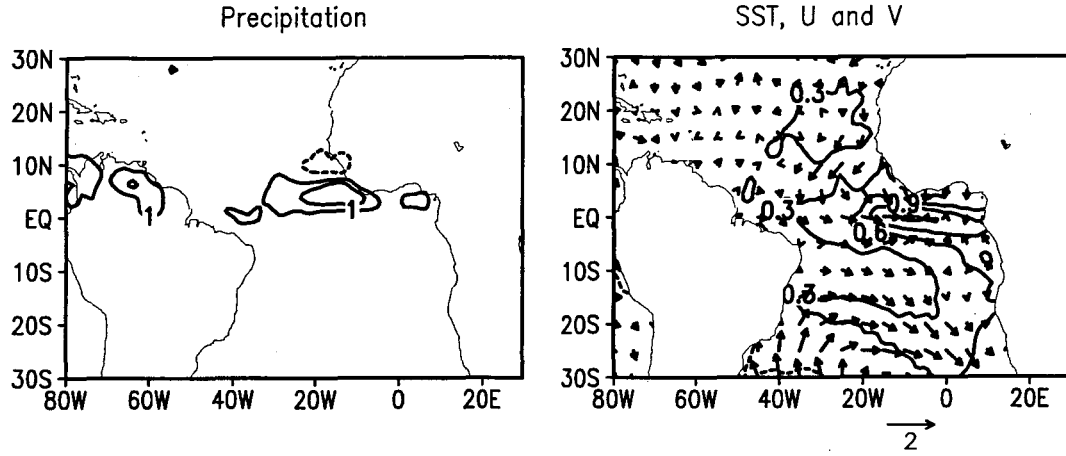 Precipitation
SST, U and V
30N
20N
10N
EQ
10S
20S
30S
80W
60W
40W
20W
0
20E
1
1
30N
20N
10N
EQ
10S
20S
30S
80W
60W
40W
20W
0
20E
0.3
0.3
0.9
0.6
0.3
0
0
2